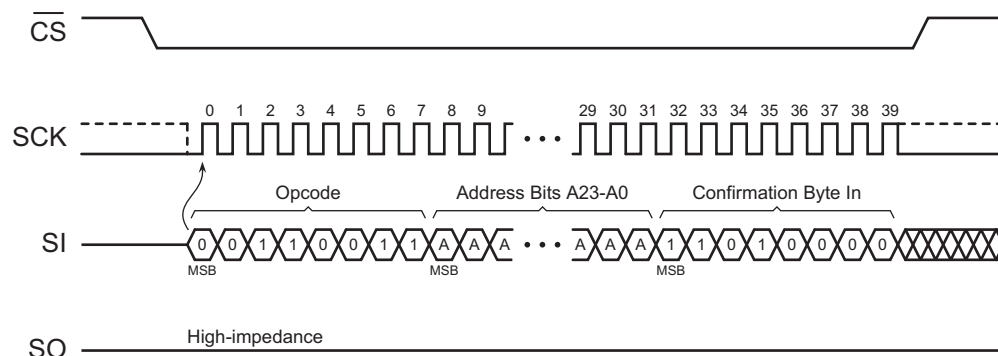 CS
0 1 2 3 4 5 6 7 8 9 29 30 31 32 33 34 35 36 37 38 39
SCK
Opcode Address Bits A23-A0 Confirmation Byte In
SI 0 0 1 1 0 0 1 1 A A A A A A 1 1 0 1 0 0 0 0
MSB MSB MSB
High-impedance
SO